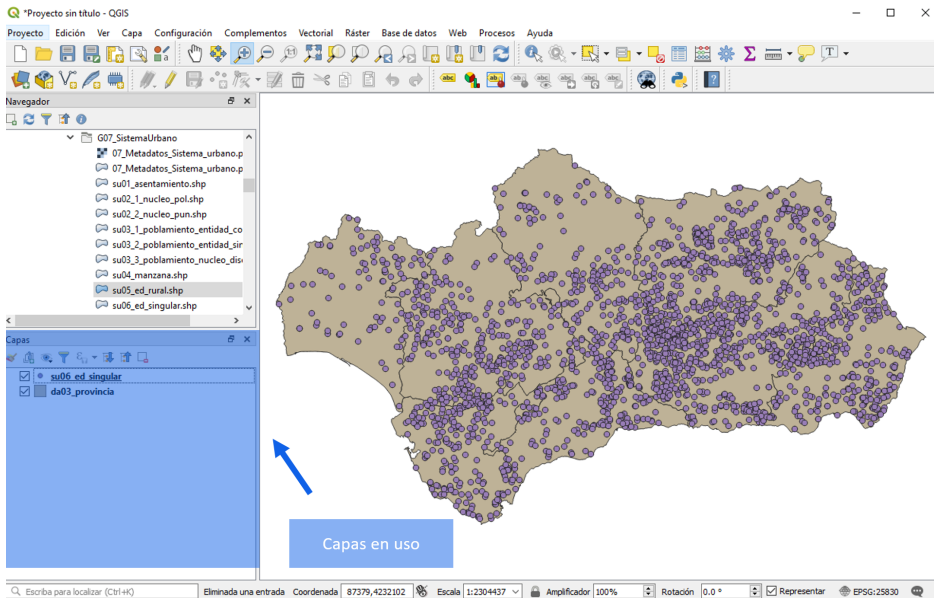 *Proyecto sin título - QGIS
Proyecto Edición Ver Capa Configuración Complementos Vectorial Ráster Base de datos Web Procesos Ayuda
Navegador
G07_SistemaUrbano
07_Metadatos_Sistema_urbano.p
07_Metadatos_Sistema_urbano.p
su01_asentamiento.shp
su02_1_nucleo_pol.shp
su02_2_nucleo_pun.shp
su03_1_poblamiento_entidad_co
su03_2_poblamiento_entidad_sin
su03_3_poblamiento_nucleo_dise
su04_manzana.shp
su05_ed_rural.shp
su06_ed_singular.shp
Capas
su06_ed_singular
da03_provincia
Capas en uso
Escriba para localizar (Ctrl+K) Eliminada una entrada Coordenada 87379,4232102 Escala 1:2304437 Amplificador 100% Rotación 0.0 ° Representar EPSG:25830